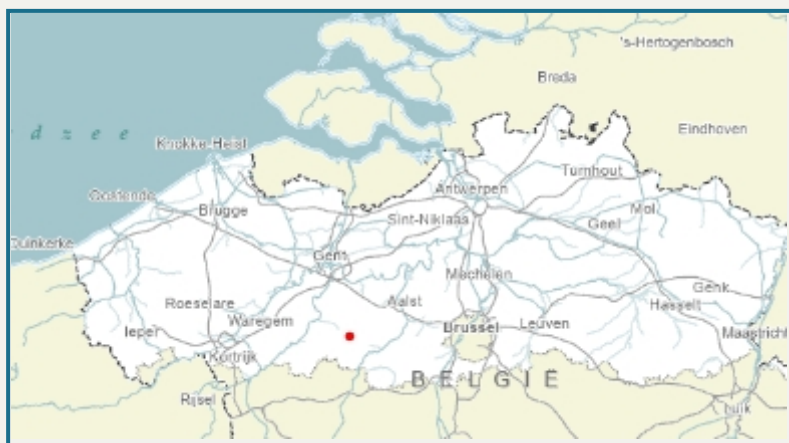 's-Hertogenbosch
Breda
d z e e
Eindhoven
Knokke-Heist
Turnhout
Antwerpen
Oostende
Brugge
Sint-Niklaas
Geel
Mol
Duinkerke
Gent
Mechelen
Genk
Roeselare
Aalst
Hasselt
Ieper
Waregem
Brussel
Leuven
Maastricht
Kortrijk
BELGIË
Rijsel
Luik